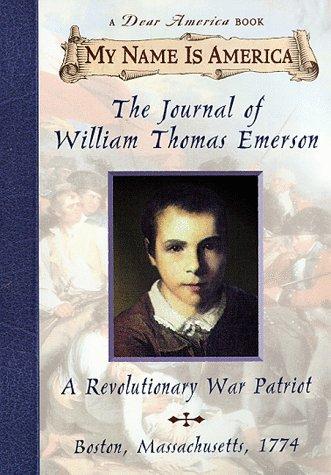 A Dear America BOOK
MY NAME IS AMERICA
The Journal of
William Thomas Emerson
A Revolutionary War Patriot
Boston, Massachusetts, 1774